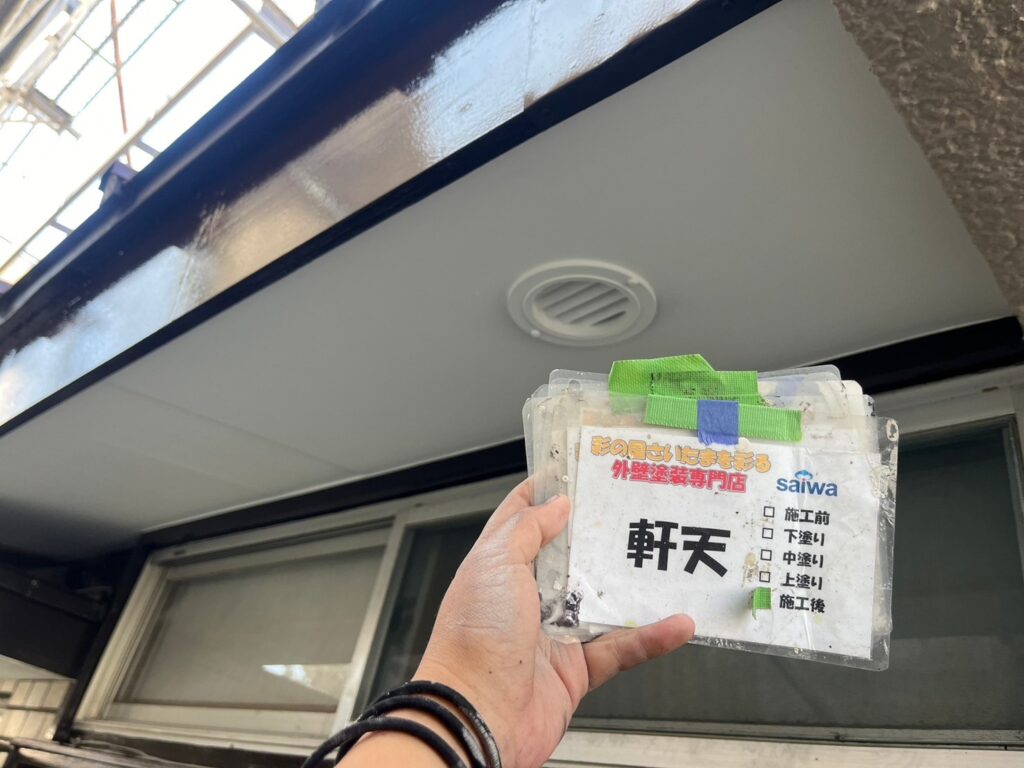 彩の国さいたまを彩る
外壁塗装専門店
saiwa
軒天
□ 施工前
□ 下塗り
□ 中塗り
□ 上塗り
施工後